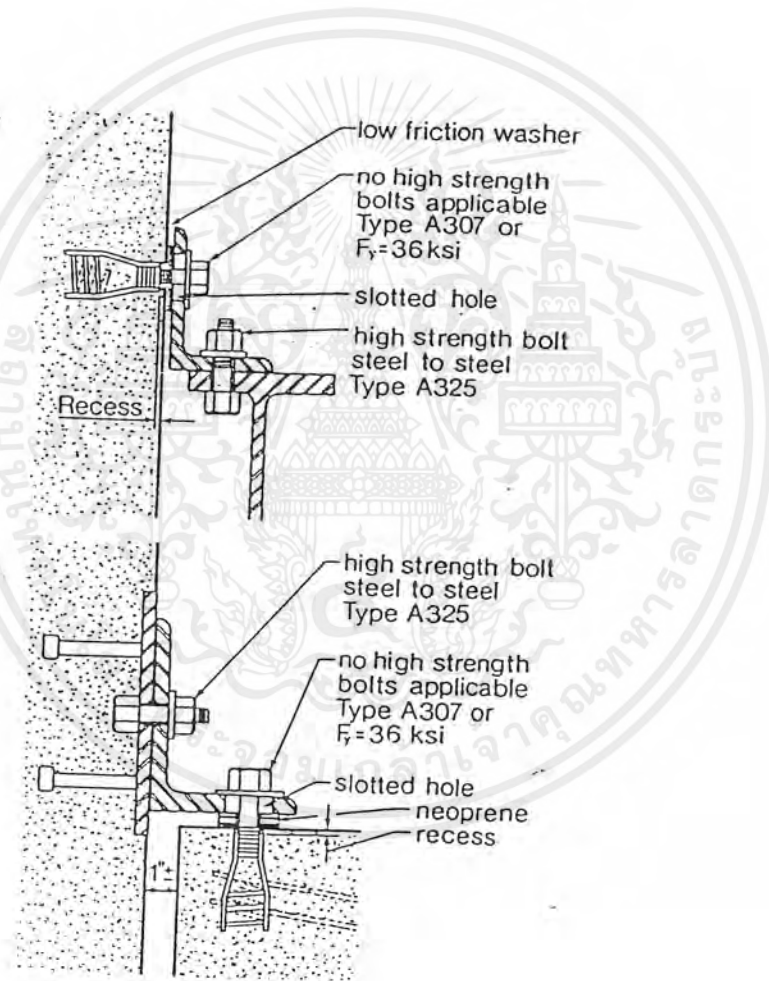 low friction washer
no high strength
bolts applicable
Type A307 or
Fy=36 ksi
slotted hole
high strength bolt
steel to steel
Type A325
Recess
high strength bolt
steel to steel
Type A325
no high strength
bolts applicable
Type A307 or
Fy=36 ksi
slotted hole
neoprene
recess
1"±